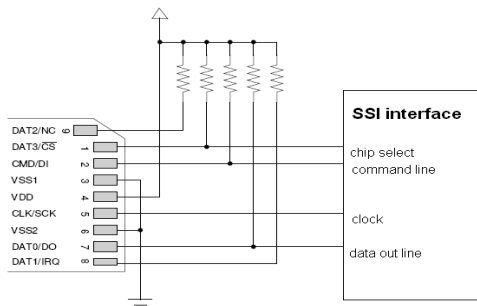 DAT2/NC 9
DAT3/CS 1
CMD/DI 2
VSS1 3
VDD 4
CLK/SCK 5
VSS2 6
DAT0/DO 7
DAT1/IRQ 8
SSI interface
chip select
command line
clock
data out line